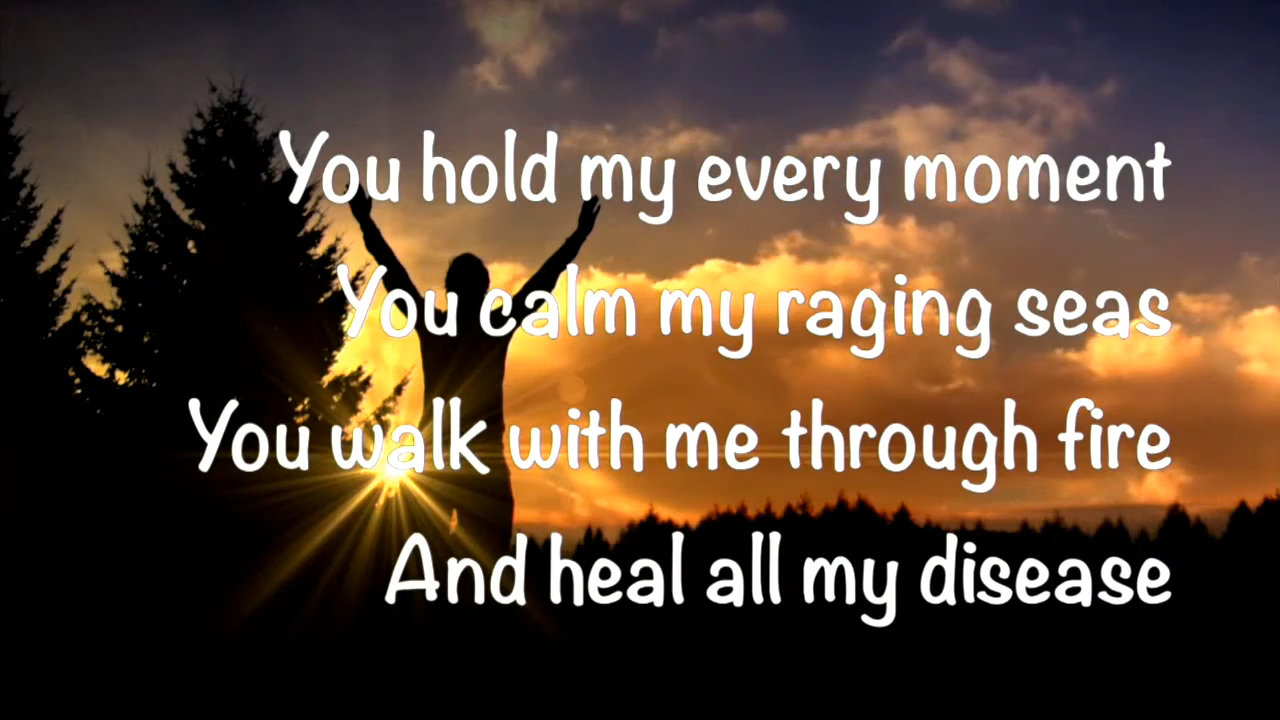 You hold my every moment
You calm my raging seas
You walk with me through fire
And heal all my disease